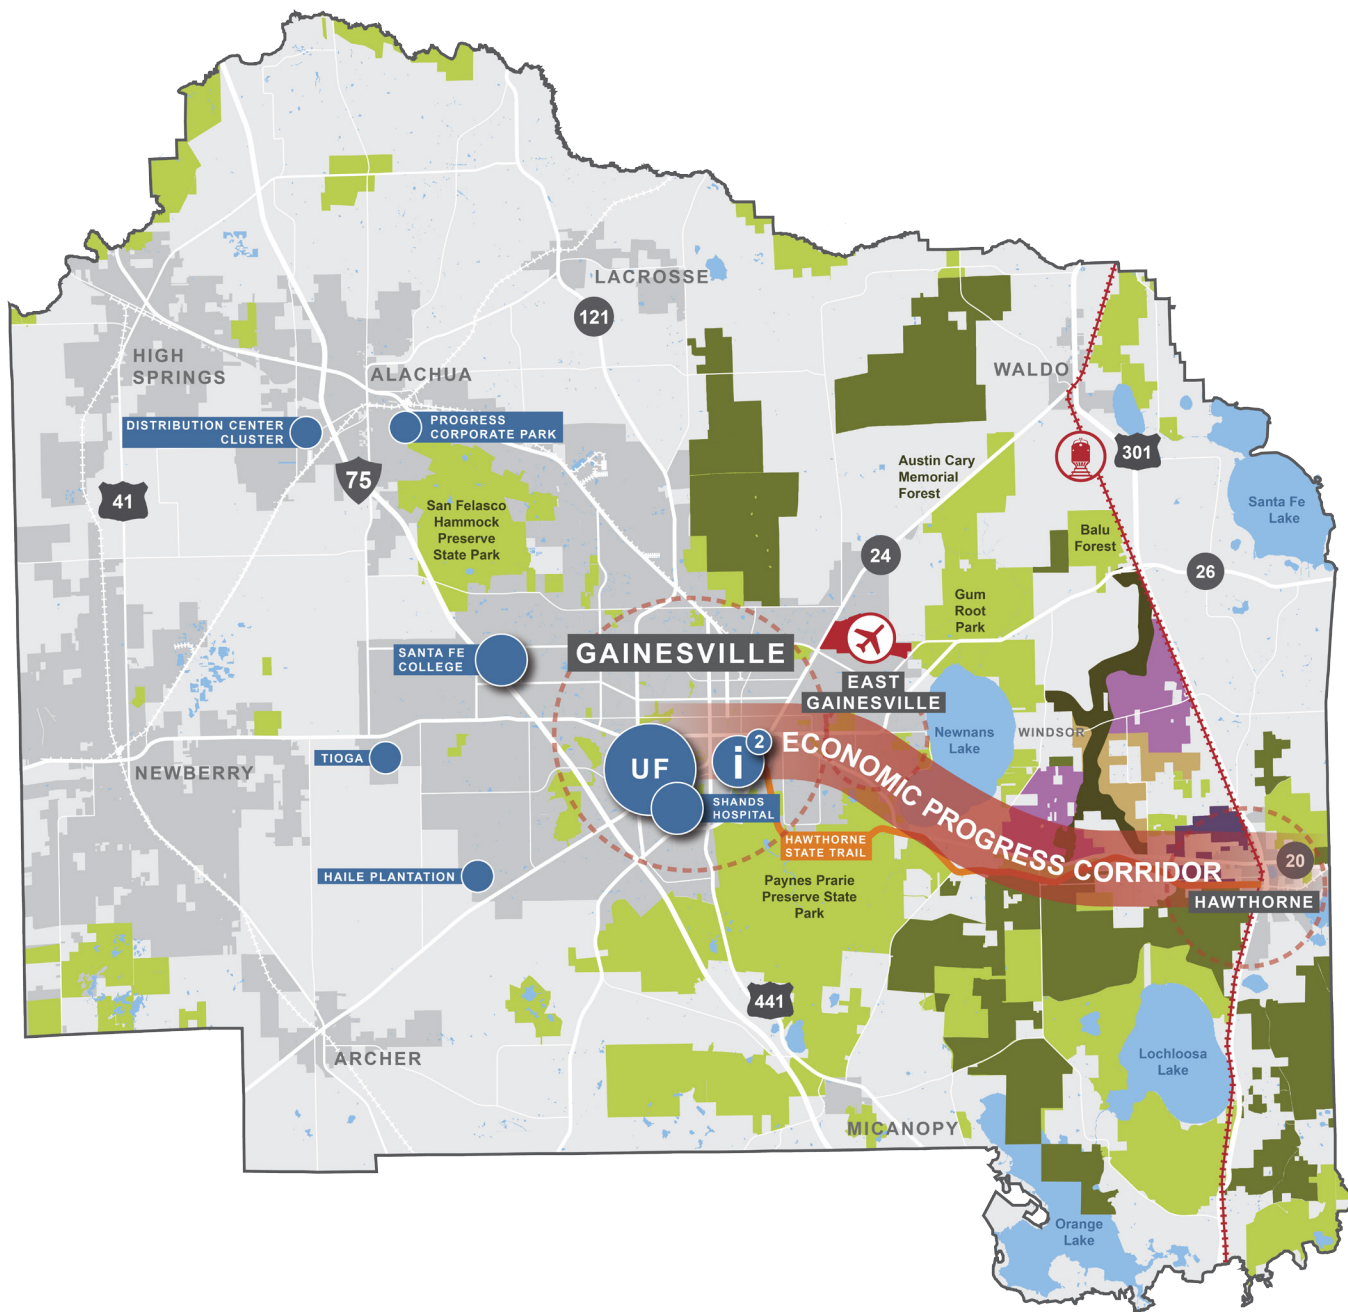 LACROSSE
121
HIGH
SPRINGS
ALACHUA
WALDO
DISTRIBUTION CENTER
CLUSTER
PROGRESS
CORPORATE PARK
301
75
41
Austin Cary
Memorial
Forest
San Felasco
Hammock
Preserve
State Park
Santa Fe
Lake
Balu
Forest
24
26
Gum
Root
Park
SANTA FE
COLLEGE
GAINESVILLE
EAST
GAINESVILLE
Newnans
Lake
WINDSOR
TIOGA
NEWBERRY
UF
i
2
ECONOMIC PROGRESS CORRIDOR
SHANDS
HOSPITAL
HAWTHORNE
STATE TRAIL
20
HAILE PLANTATION
Paynes Prarie
Preserve State
Park
HAWTHORNE
441
ARCHER
Lochloosa
Lake
MICANOPY
Orange
Lake